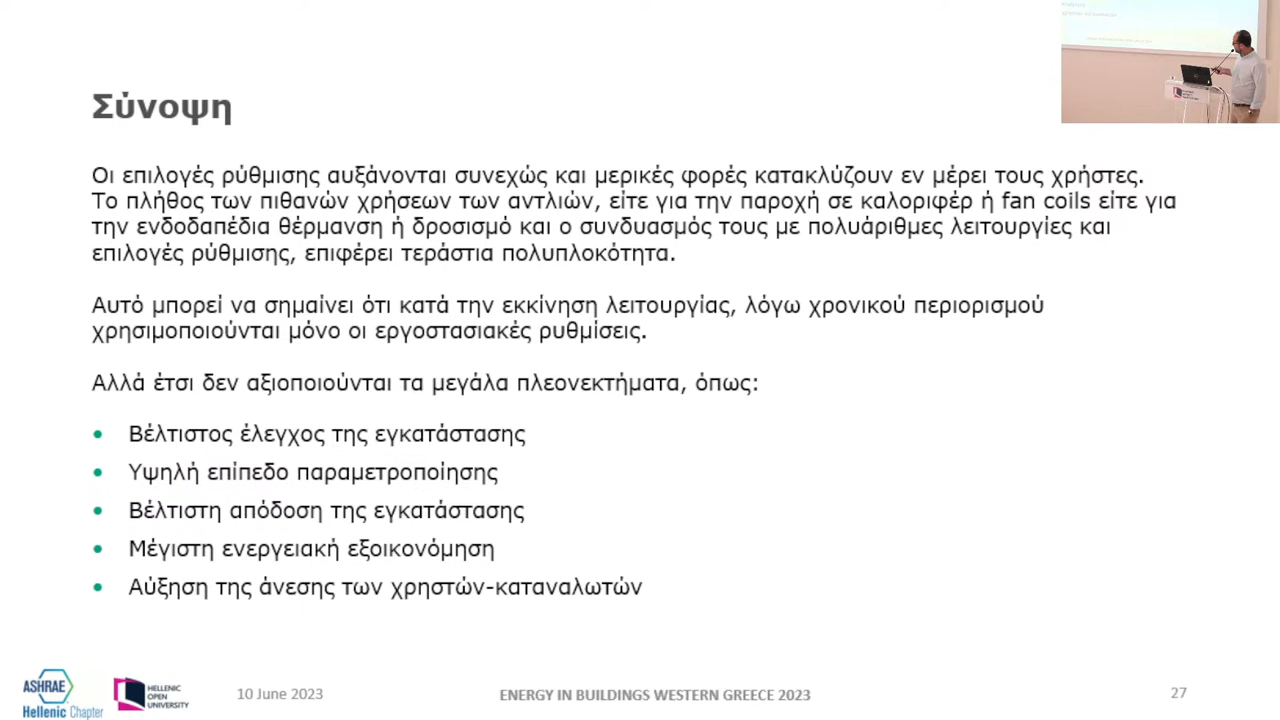 Σύνοψη
Οι επιλογές ρύθμισης αυξάνονται συνεχώς και μερικές φορές κατακλύζουν εν μέρει τους χρήστες.
Το πλήθος των πιθανών χρήσεων των αντλιών, είτε για την παροχή σε καλοριφέρ ή fan coils είτε για
την ενδοδαπέδια θέρμανση ή δροσισμό και ο συνδυασμός τους με πολυάριθμες λειτουργίες και
επιλογές ρύθμισης, επιφέρει τεράστια πολυπλοκότητα.
Αυτό μπορεί να σημαίνει ότι κατά την εκκίνηση λειτουργίας, λόγω χρονικού περιορισμού
χρησιμοποιούνται μόνο οι εργοστασιακές ρυθμίσεις.
Αλλά έτσι δεν αξιοποιούνται τα μεγάλα πλεονεκτήματα, όπως:
• Βέλτιστος έλεγχος της εγκατάστασης
• Υψηλή επίπεδο παραμετροποίησης
• Βέλτιστη απόδοση της εγκατάστασης
• Μέγιστη ενεργειακή εξοικονόμηση
• Αύξηση της άνεσης των χρηστών-καταναλωτών
ASHRAE
Hellenic Chapter
HELLENIC
OPEN
UNIVERSITY
10 June 2023
ENERGY IN BUILDINGS WESTERN GREECE 2023
27